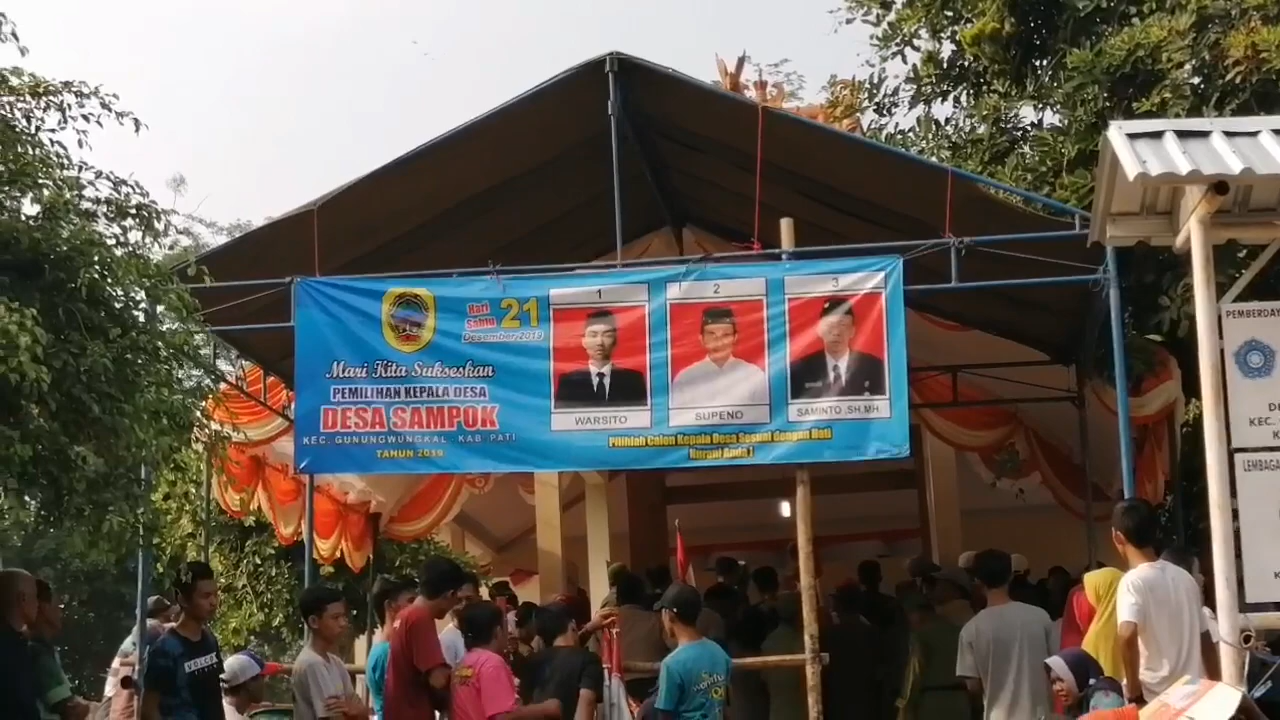 Hari
Sabtu
21
Desember 2019
Mari Kita Sukseskan
PEMILIHAN KEPALA DESA
DESA SAMPOK
KEC. GUNUNGWUNGKAL . KAB. PATI
TAHUN 2019
1
WARSITO
2
SUPENO
3
SAMINTO ,SH.MH.
Pilihlah Calon Kepala Desa Sesuai dengan Hati
Nurani Anda !
PEMBERDAY
KEC.
LEMBAGA
VOLCO